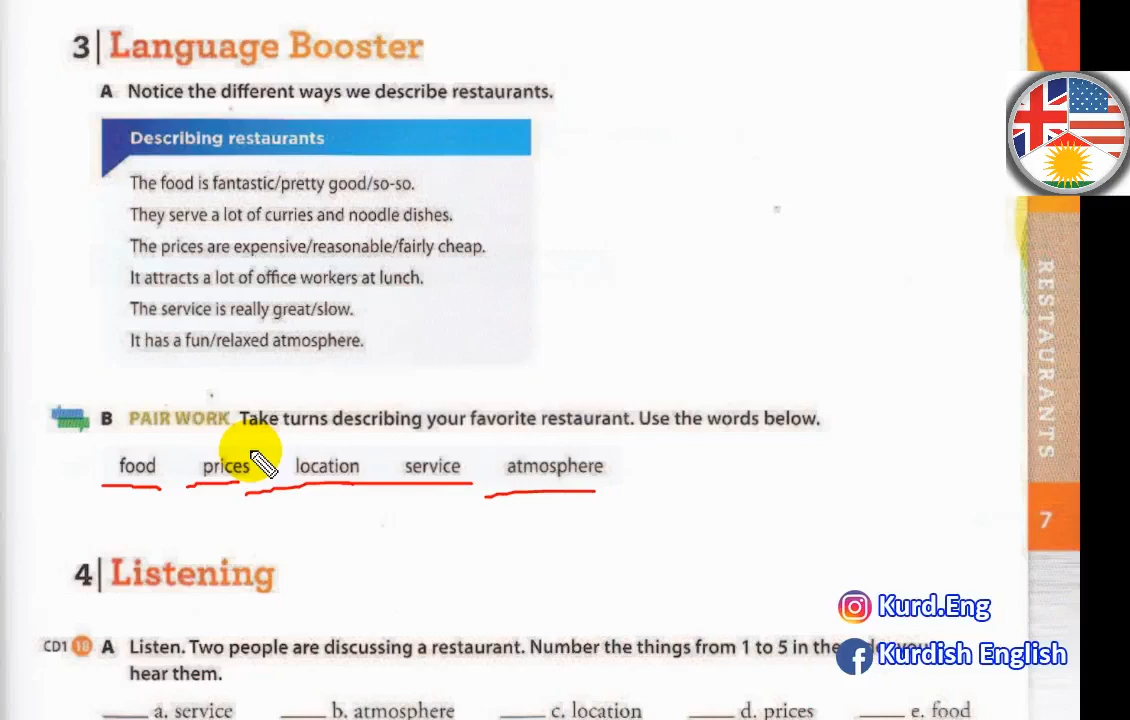 3 Language Booster
A Notice the different ways we describe restaurants.
Describing restaurants
The food is fantastic/pretty good/so-so.
They serve a lot of curries and noodle dishes.
The prices are expensive/reasonable/fairly cheap.
It attracts a lot of office workers at lunch.
The service is really great/slow.
It has a fun/relaxed atmosphere.
B PAIR WORK Take turns describing your favorite restaurant. Use the words below.
food prices location service atmosphere
RESTAURANTS
7
4 Listening
Kurd.Eng
CD1 18 A Listen. Two people are discussing a restaurant. Number the things from 1 to 5 in the
Kurdish English
hear them.
____ a. service ____ b. atmosphere ____ c. location ____ d. prices ____ e. food